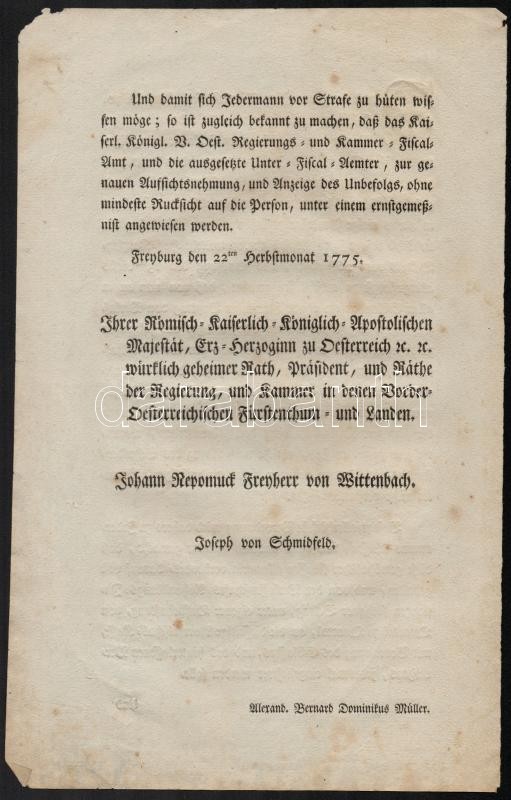 Und damit sich Jedermann vor Strafe zu hüten wis-
sen möge; so ist zugleich bekannt zu machen, daß das Kai-
serl. Königl. V. Oest. Regierungs- und Kammer-Fiscal-
Amt, und die ausgesetzte Unter-Fiscal-Aemter, zur ge-
nauen Aufsichtsnehmung, und Anzeige des Unbefolgs, ohne
mindeste Rucksicht auf die Person, unter einem ernstgemeß-
nist angewiesen werden.
Freyburg den 22ten Herbstmonat 1775.
Ihrer Römisch-Kaiserlich-Königlich-Apostolischen
Majestät, Erz-Herzoginn zu Oesterreich ꝛc. ꝛc.
würklich geheimer Rath, Präsident, und Räthe
der Regierung, und Kammer in denen Vorder-
Oesterreichischen Fürstenthum- und Landen.
darabanth
Johann Nepomuck Freyherr von Wittenbach.
Joseph von Schmidfeld.
Alexand. Bernard Dominikus Müller.